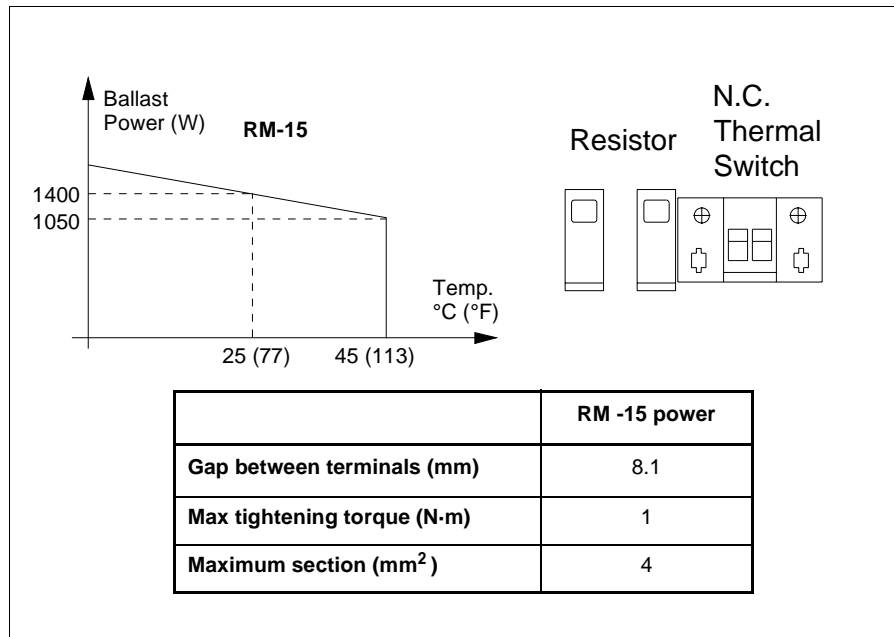 Ballast
Power (W)
RM-15
1400
1050
Temp.
°C (°F)
25 (77)
45 (113)
Resistor
N.C.
Thermal
Switch
RM -15 power
Gap between terminals (mm) 8.1
Max tightening torque (N·m) 1
Maximum section (mm²) 4